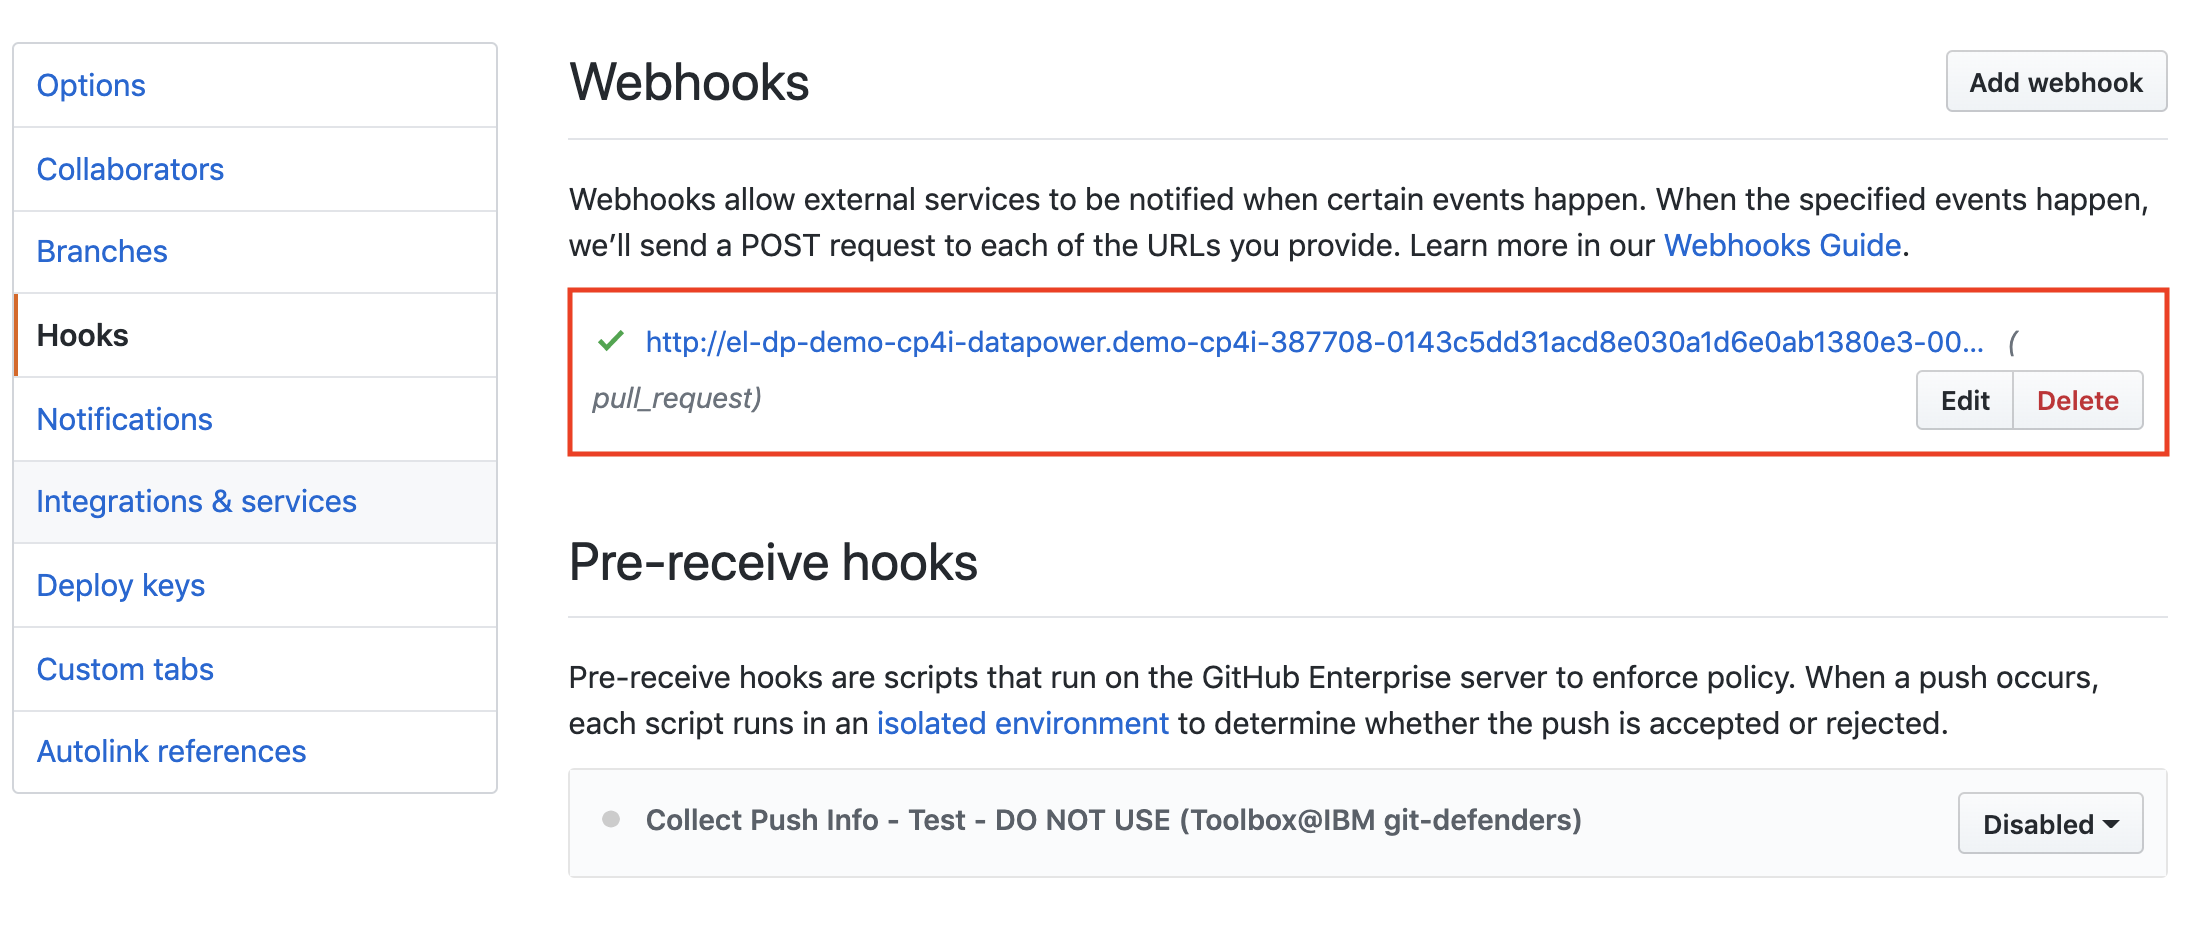 Options
Collaborators
Branches
Hooks
Notifications
Integrations & services
Deploy keys
Custom tabs
Autolink references
Webhooks
Add webhook
Webhooks allow external services to be notified when certain events happen. When the specified events happen,
we’ll send a POST request to each of the URLs you provide. Learn more in our Webhooks Guide.
http://el-dp-demo-cp4i-datapower.demo-cp4i-387708-0143c5dd31acd8e030a1d6e0ab1380e3-00... (
pull_request)
Edit Delete
Pre-receive hooks
Pre-receive hooks are scripts that run on the GitHub Enterprise server to enforce policy. When a push occurs,
each script runs in an isolated environment to determine whether the push is accepted or rejected.
Collect Push Info - Test - DO NOT USE (Toolbox@IBM git-defenders)
Disabled